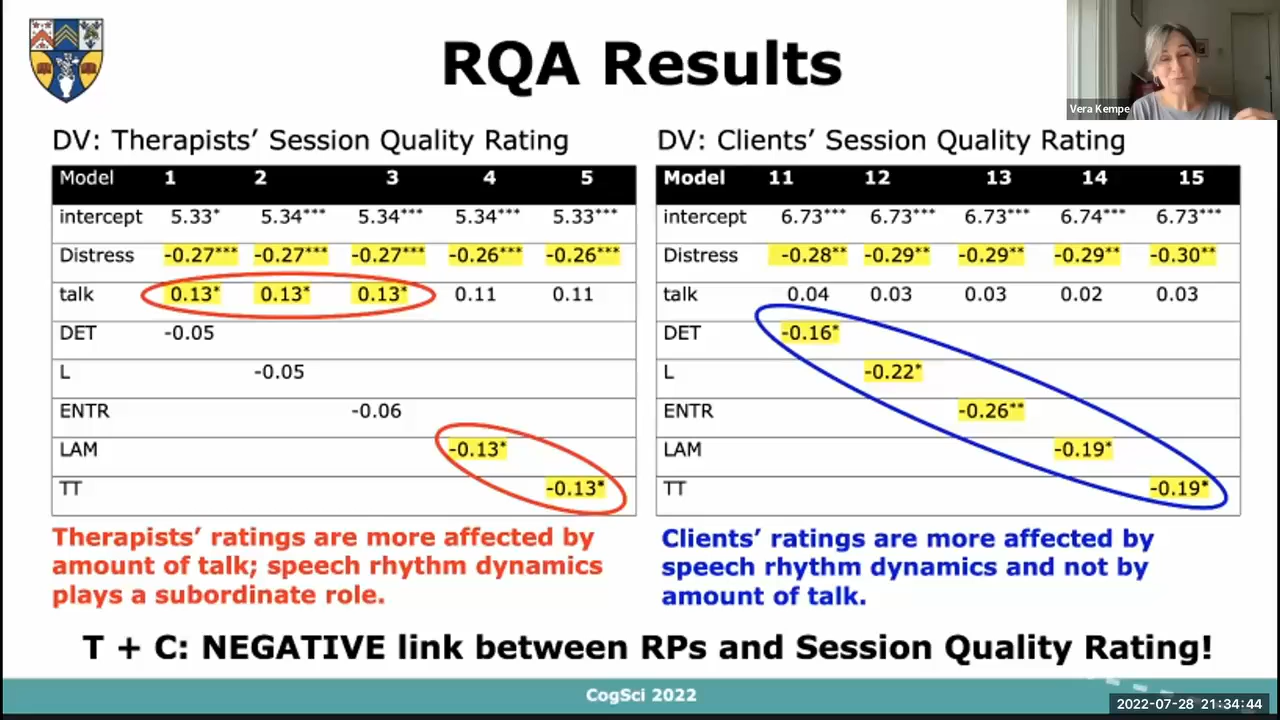 RQA Results
Vera Kempe
DV: Therapists' Session Quality Rating
Model 1 2 3 4 5
intercept 5.33* 5.34*** 5.34*** 5.34*** 5.33***
Distress -0.27*** -0.27*** -0.27*** -0.26*** -0.26***
talk 0.13* 0.13* 0.13* 0.11 0.11
DET -0.05
L -0.05
ENTR -0.06
LAM -0.13*
TT -0.13*
Therapists' ratings are more affected by
amount of talk; speech rhythm dynamics
plays a subordinate role.
DV: Clients' Session Quality Rating
Model 11 12 13 14 15
intercept 6.73*** 6.73*** 6.73*** 6.74*** 6.73***
Distress -0.28** -0.29** -0.29** -0.29** -0.30**
talk 0.04 0.03 0.03 0.02 0.03
DET -0.16*
L -0.22*
ENTR -0.26**
LAM -0.19*
TT -0.19*
Clients' ratings are more affected by
speech rhythm dynamics and not by
amount of talk.
T + C: NEGATIVE link between RPs and Session Quality Rating!
CogSci 2022
2022-07-28 21:34:44